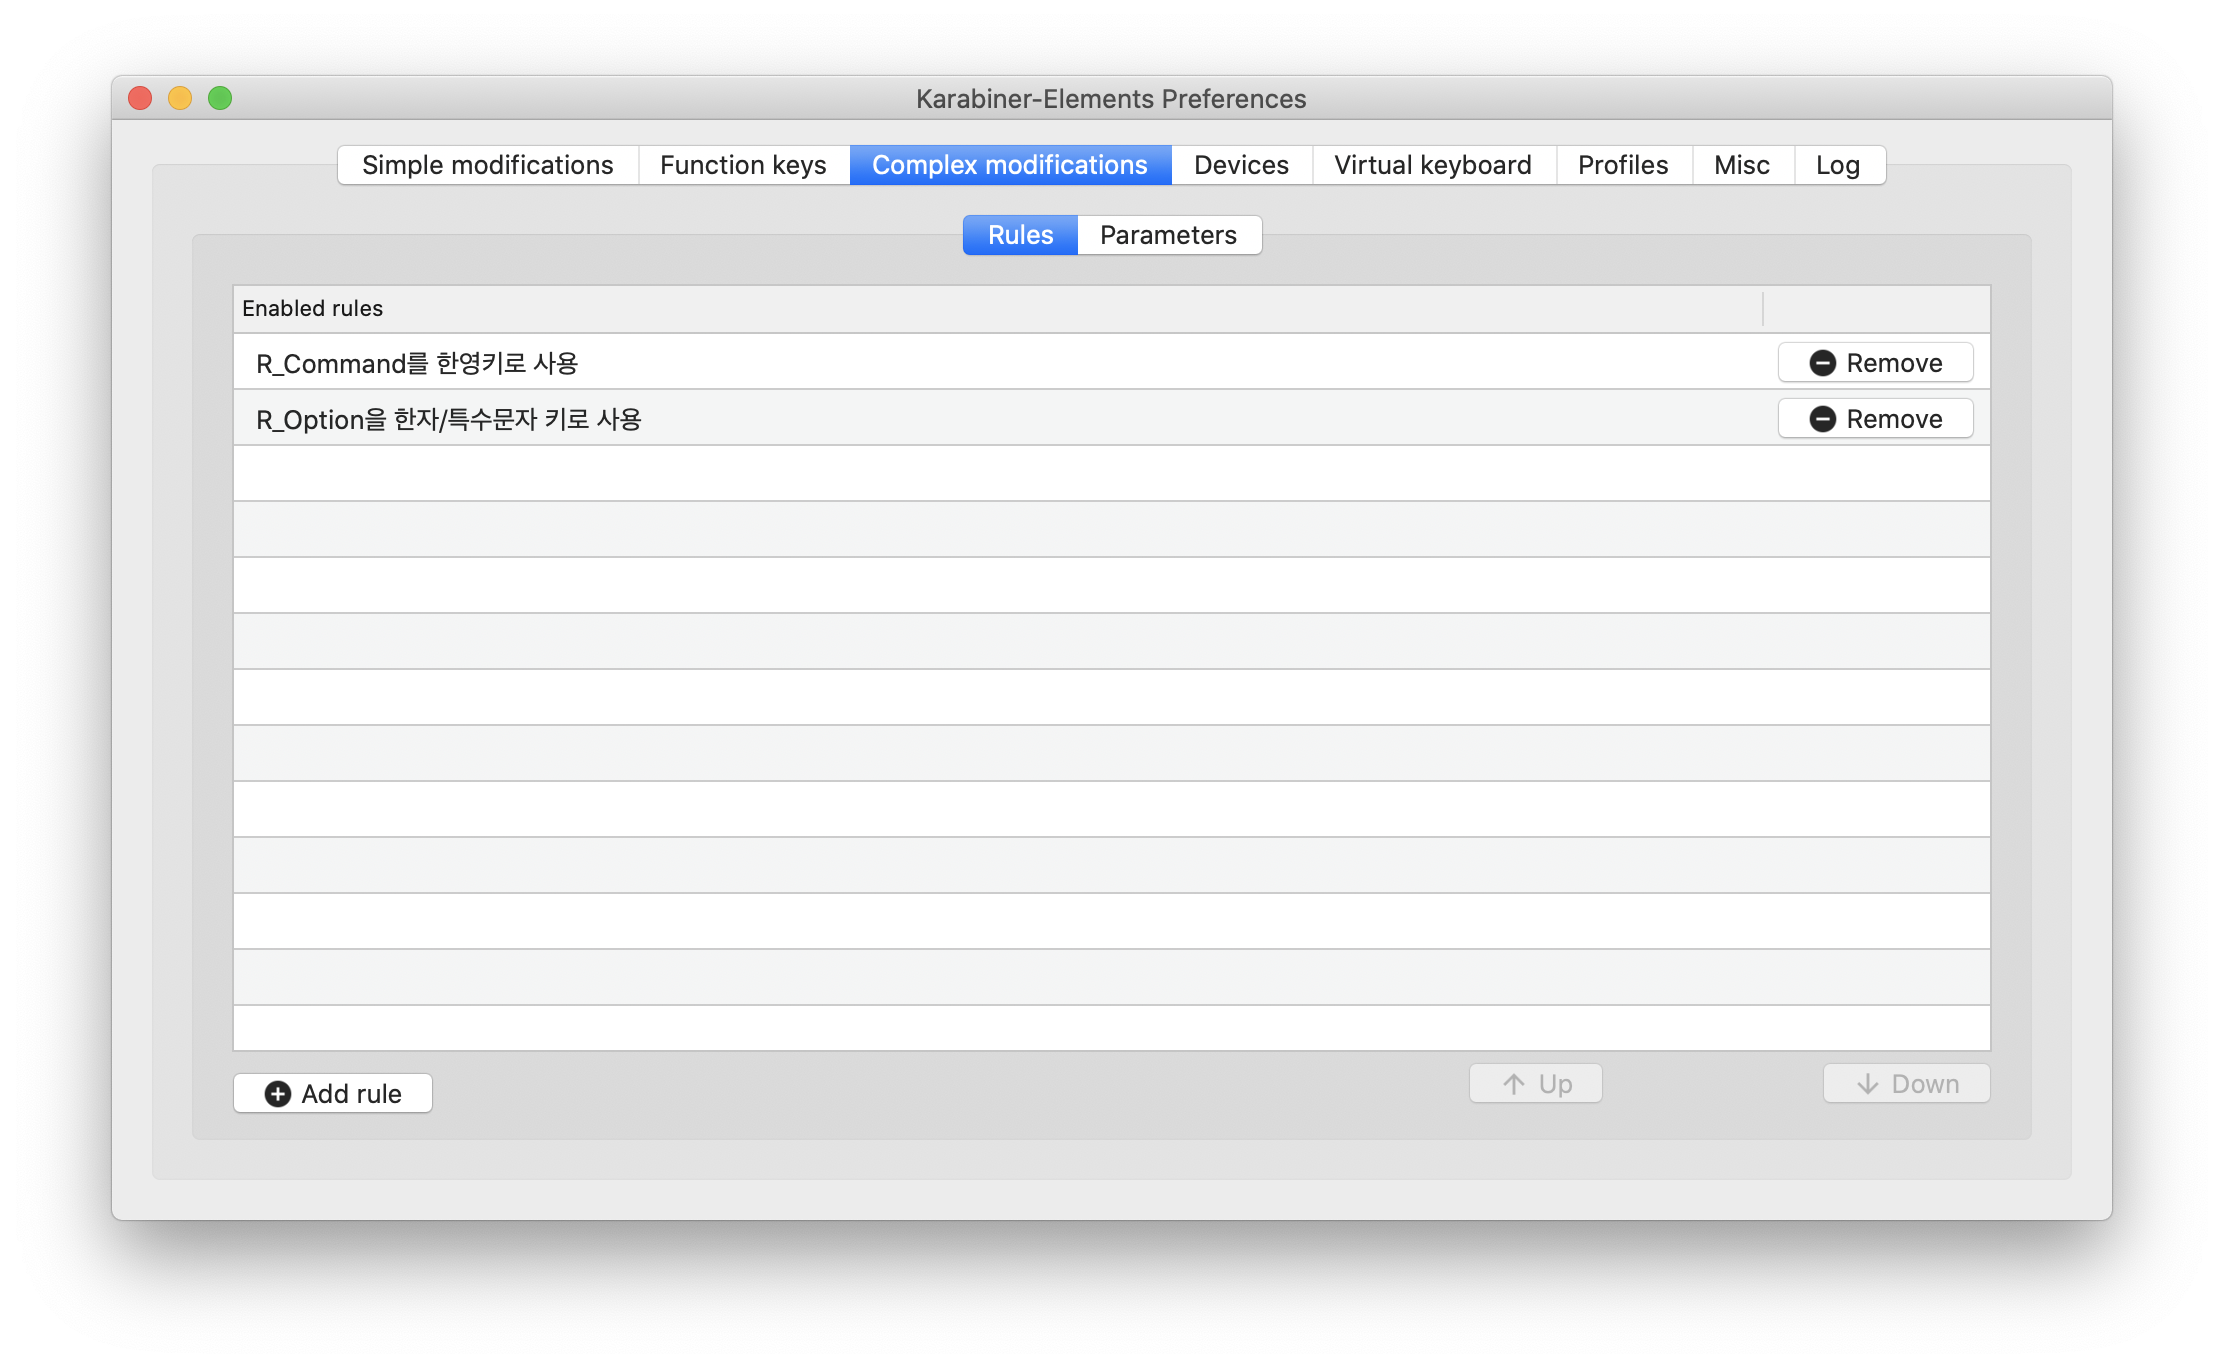 Karabiner-Elements Preferences
Simple modifications Function keys Complex modifications Devices Virtual keyboard Profiles Misc Log
Rules Parameters
Enabled rules
R_Command를 한영키로 사용 Remove
R_Option을 한자/특수문자 키로 사용 Remove
Add rule Up Down